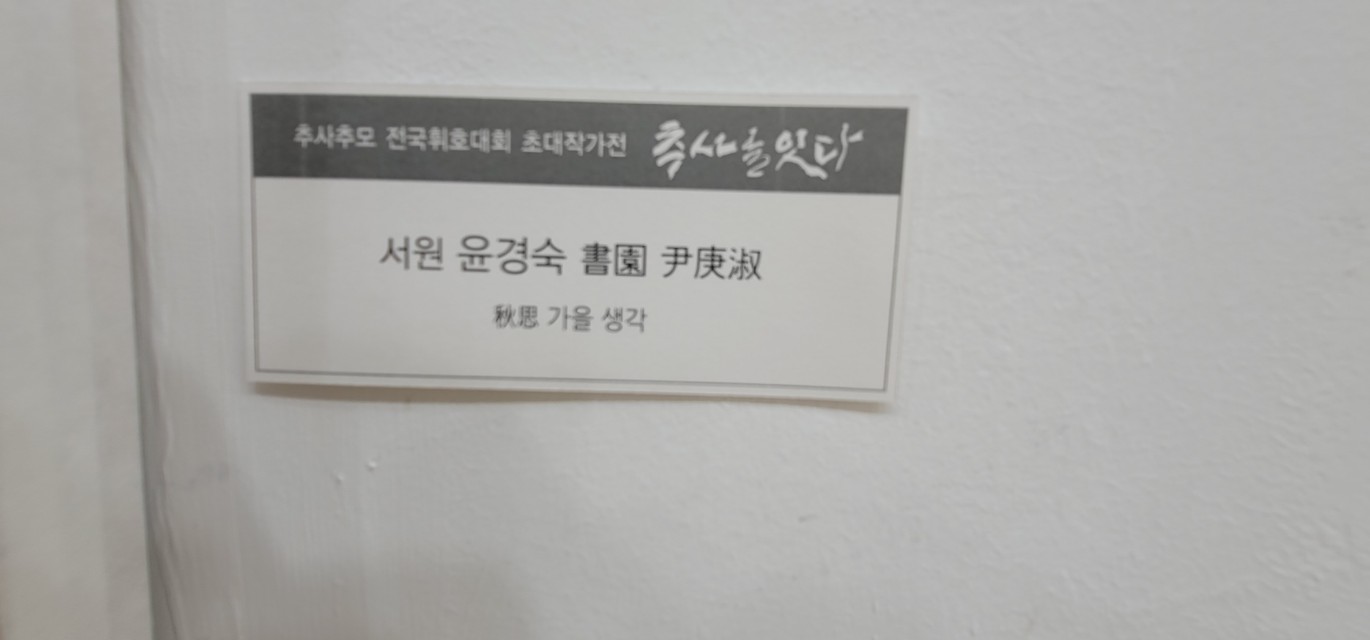 추사추모 전국휘호대회 초대작가전 추사를 잇다
서원 윤경숙 書園 尹庚淑
秋思 가을 생각